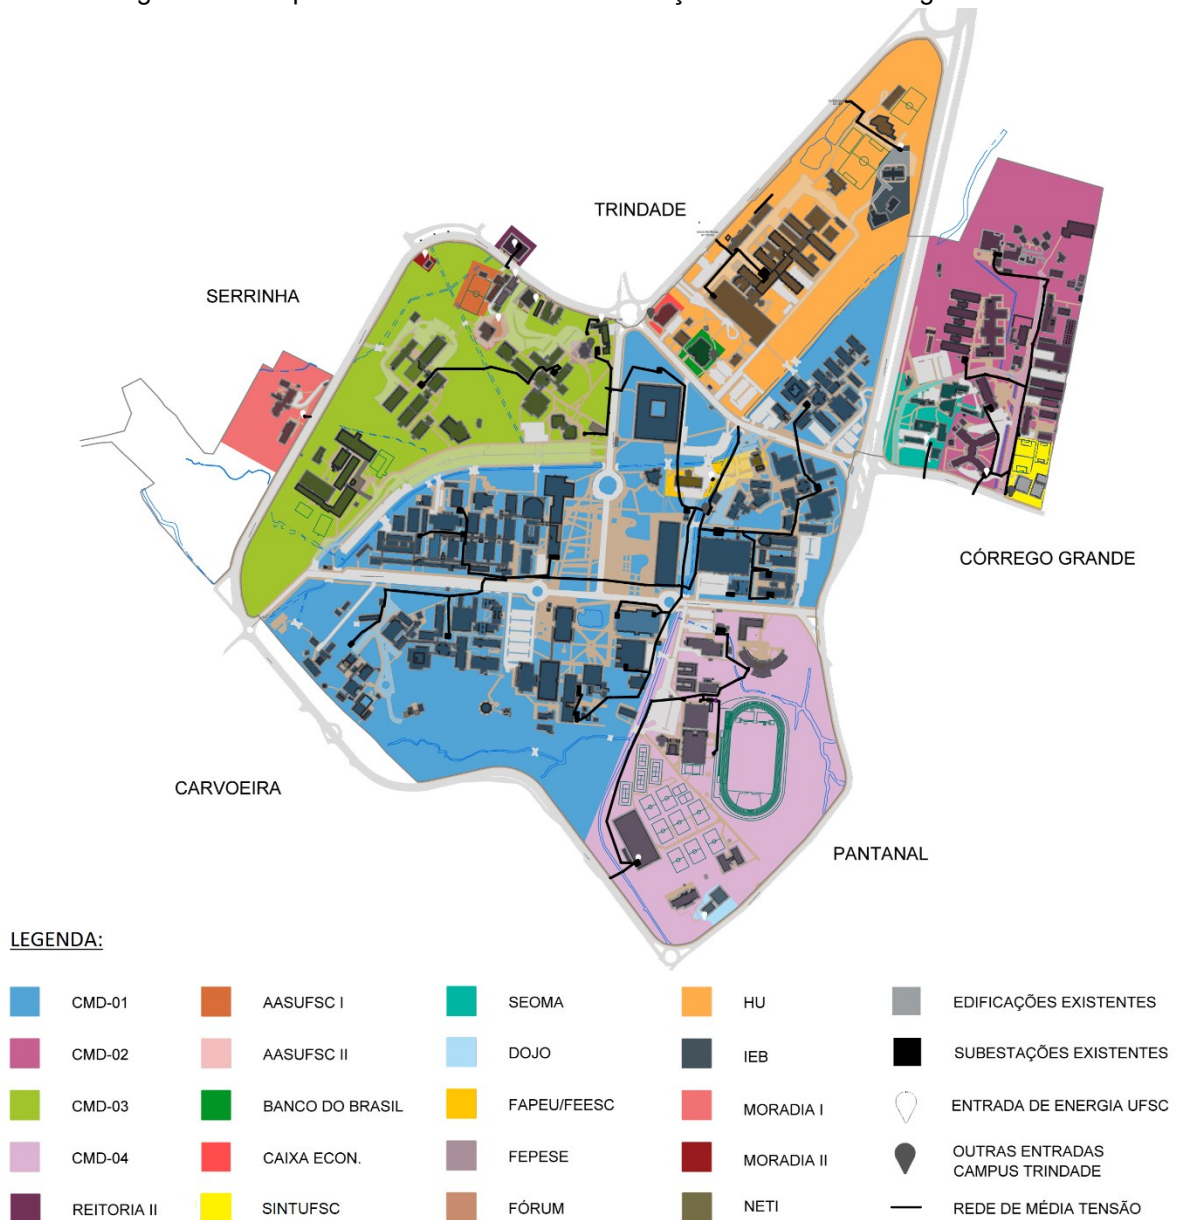 TRINDADE
SERRINHA
CÓRREGO GRANDE
CARVOEIRA
PANTANAL
LEGENDA:
CMD-01
AASUFSC I
SEOMA
HU
EDIFICAÇÕES EXISTENTES
CMD-02
AASUFSC II
DOJO
IEB
SUBESTAÇÕES EXISTENTES
CMD-03
BANCO DO BRASIL
FAPEU/FEESC
MORADIA I
ENTRADA DE ENERGIA UFSC
CMD-04
CAIXA ECON.
FEPESE
MORADIA II
OUTRAS ENTRADAS
CAMPUS TRINDADE
REITORIA II
SINTUFSC
FÓRUM
NETI
REDE DE MÉDIA TENSÃO